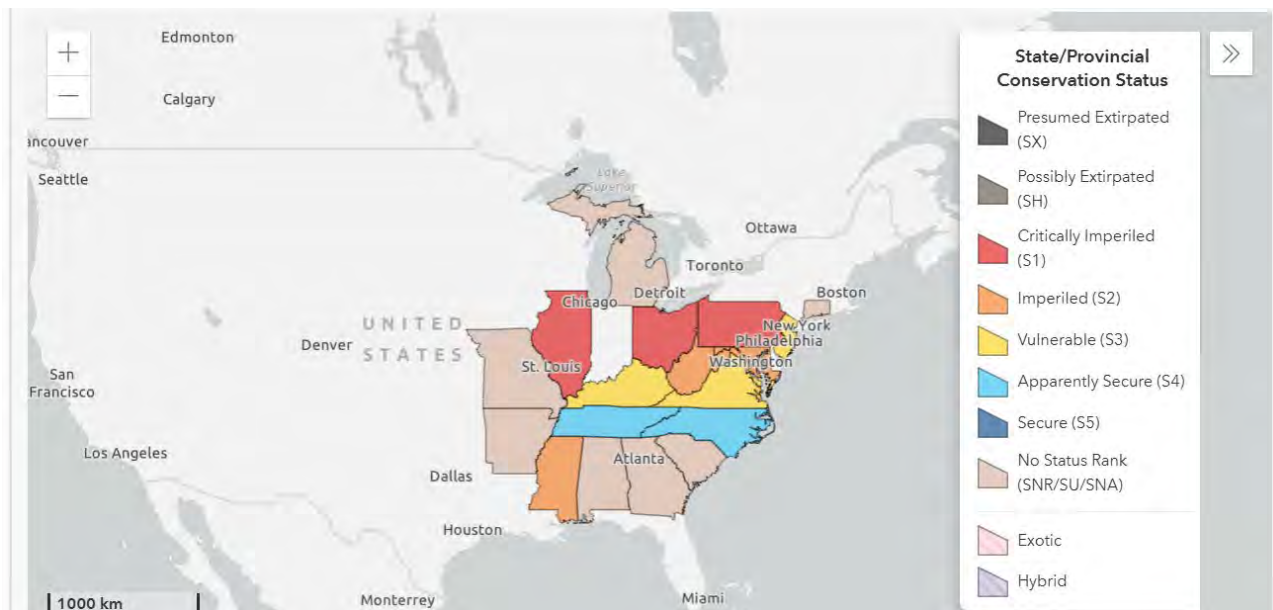 +
−
Edmonton
Calgary
ancouver
Seattle
Lake
Superior
Ottawa
Toronto
Boston
Detroit
Chicago
New York
Philadelphia
UNITED
STATES
Denver
Washington
St. Louis
San
Francisco
Los Angeles
Atlanta
Dallas
Houston
Miami
Monterrey
1000 km
State/Provincial
Conservation Status
Presumed Extirpated
(SX)
Possibly Extirpated
(SH)
Critically Imperiled
(S1)
Imperiled (S2)
Vulnerable (S3)
Apparently Secure (S4)
Secure (S5)
No Status Rank
(SNR/SU/SNA)
Exotic
Hybrid
»